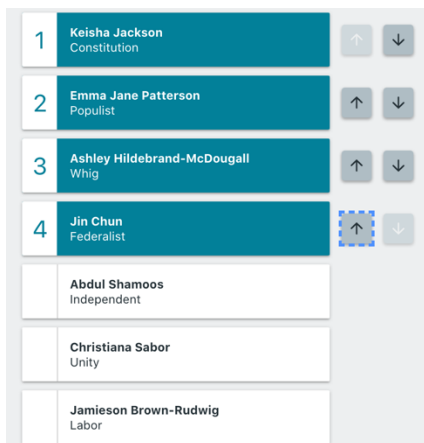 1
Keisha Jackson
Constitution
2
Emma Jane Patterson
Populist
3
Ashley Hildebrand-McDougall
Whig
4
Jin Chun
Federalist
Abdul Shamoos
Independent
Christiana Sabor
Unity
Jamieson Brown-Rudwig
Labor